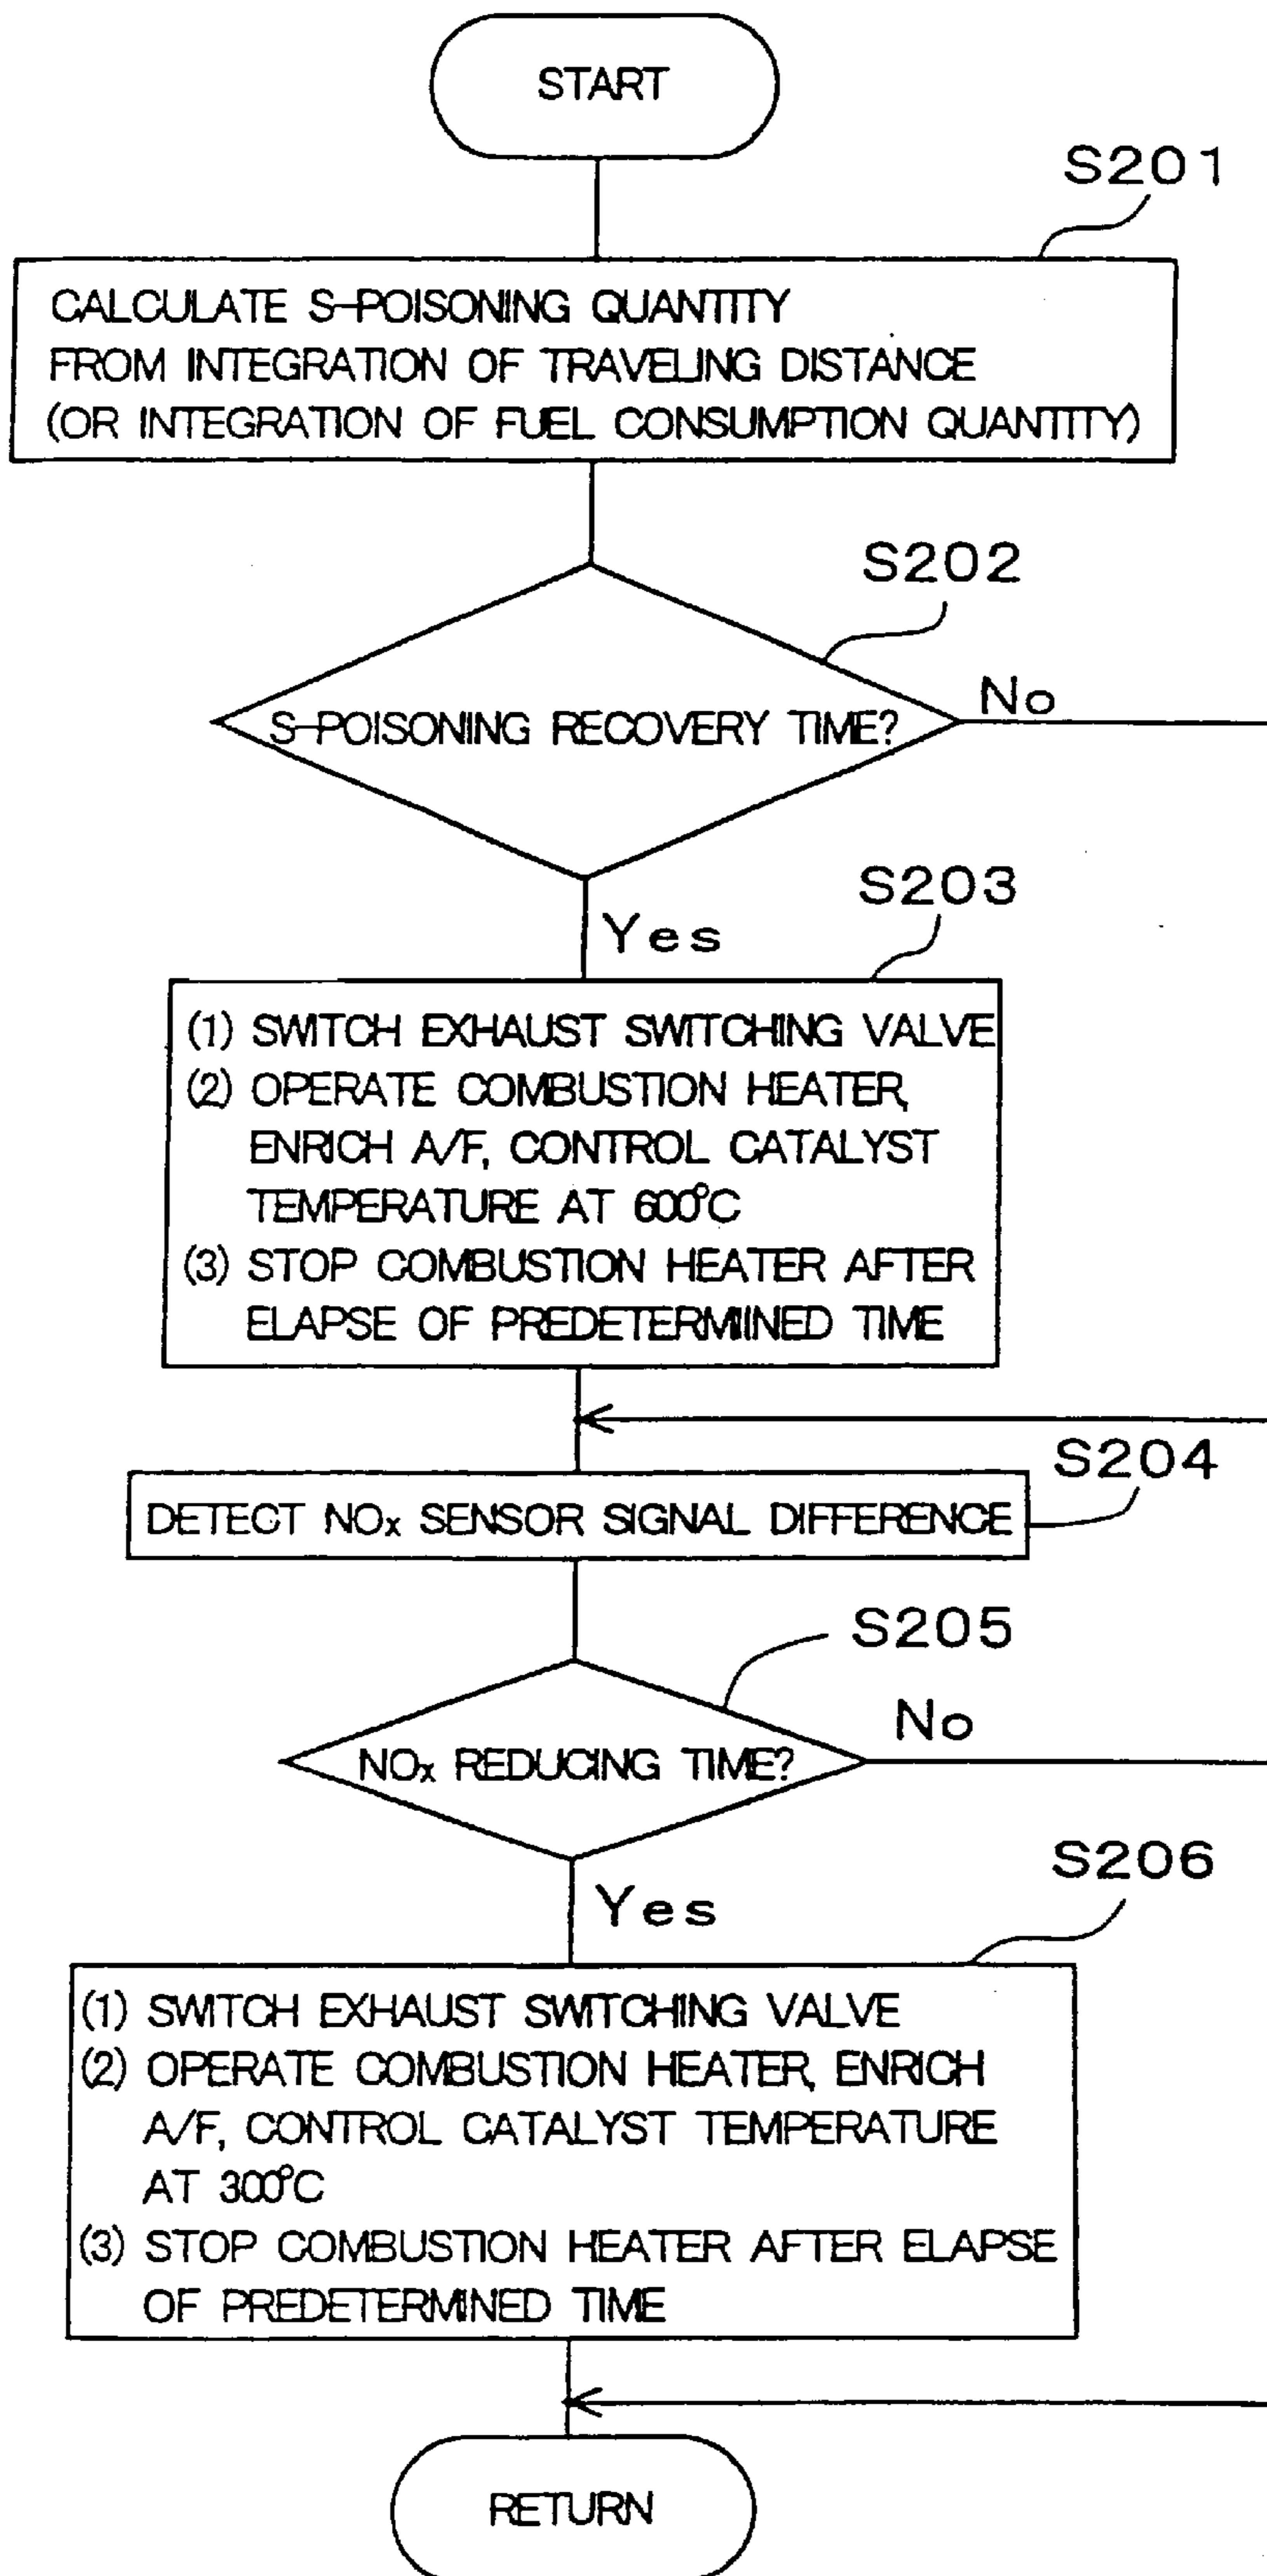 START
S201
CALCULATE S-POISONING QUANTITY
FROM INTEGRATION OF TRAVELING DISTANCE
(OR INTEGRATION OF FUEL CONSUMPTION QUANTITY)
S202
S-POISONING RECOVERY TIME?
No
Yes
S203
(1) SWITCH EXHAUST SWITCHING VALVE
(2) OPERATE COMBUSTION HEATER,
ENRICH A/F, CONTROL CATALYST
TEMPERATURE AT 600°C
(3) STOP COMBUSTION HEATER AFTER
ELAPSE OF PREDETERMIINED TIME
S204
DETECT NOx SENSOR SIGNAL DIFFERENCE
S205
NOx REDUCING TIME?
No
Yes
S206
(1) SWITCH EXHAUST SWITCHING VALVE
(2) OPERATE COMBUSTION HEATER, ENRICH
A/F, CONTROL CATALYST TEMPERATURE
AT 300°C
(3) STOP COMBUSTION HEATER AFTER ELAPSE
OF PREDETERMINED TIME
RETURN